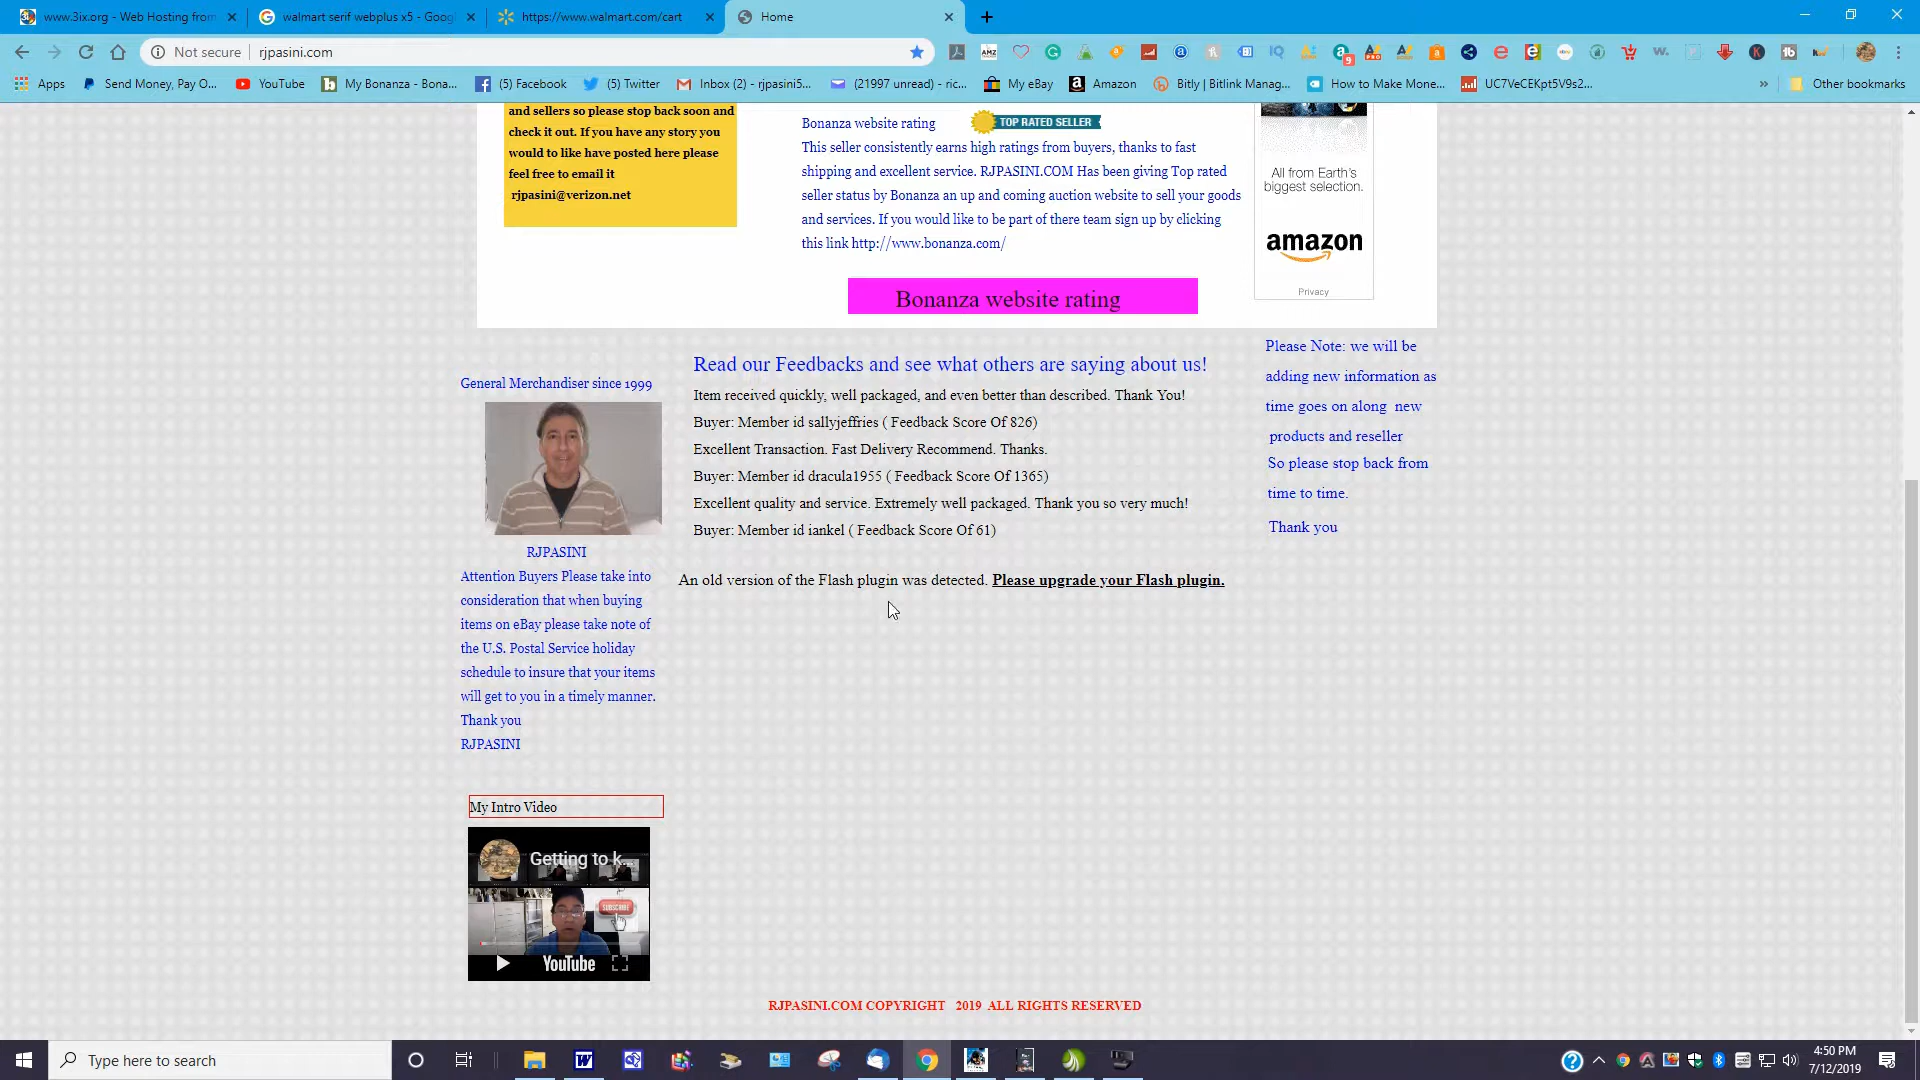 www.3ix.org - Web Hosting from
walmart serif webplus x5 - Googl
https://www.walmart.com/cart
Home
Not secure
rjpasini.com
Apps
Send Money, Pay O...
YouTube
My Bonanza - Bona...
(5) Facebook
(5) Twitter
Inbox (2) - rjpasini5...
(21997 unread) - ric...
My eBay
Amazon
Bitly | Bitlink Manag...
How to Make Mone...
UC7VeCEKpt5V9s2...
»
Other bookmarks
and sellers so please stop back soon and
check it out. If you have any story you
would to like have posted here please
feel free to email it
rjpasini@verizon.net
Bonanza website rating
TOP RATED SELLER
This seller consistently earns high ratings from buyers, thanks to fast
shipping and excellent service. RJPASINI.COM Has been giving Top rated
seller status by Bonanza an up and coming auction website to sell your goods
and services. If you would like to be part of there team sign up by clicking
this link http://www.bonanza.com/
Bonanza website rating
All from Earth's
biggest selection.
amazon
Privacy
General Merchandiser since 1999
RJPASINI
Attention Buyers Please take into
consideration that when buying
items on eBay please take note of
the U.S. Postal Service holiday
schedule to insure that your items
will get to you in a timely manner.
Thank you
RJPASINI
Read our Feedbacks and see what others are saying about us!
Item received quickly, well packaged, and even better than described. Thank You!
Buyer: Member id sallyjeffries ( Feedback Score Of 826)
Excellent Transaction. Fast Delivery Recommend. Thanks.
Buyer: Member id dracula1955 ( Feedback Score Of 1365)
Excellent quality and service. Extremely well packaged. Thank you so very much!
Buyer: Member id iankel ( Feedback Score Of 61)
An old version of the Flash plugin was detected. Please upgrade your Flash plugin.
Please Note: we will be
adding new information as
time goes on along new
products and reseller
So please stop back from
time to time.
Thank you
My Intro Video
Getting to k...
SUBSCRIBE
YouTube
RJPASINI.COM COPYRIGHT 2019 ALL RIGHTS RESERVED
Type here to search
4:50 PM
7/12/2019